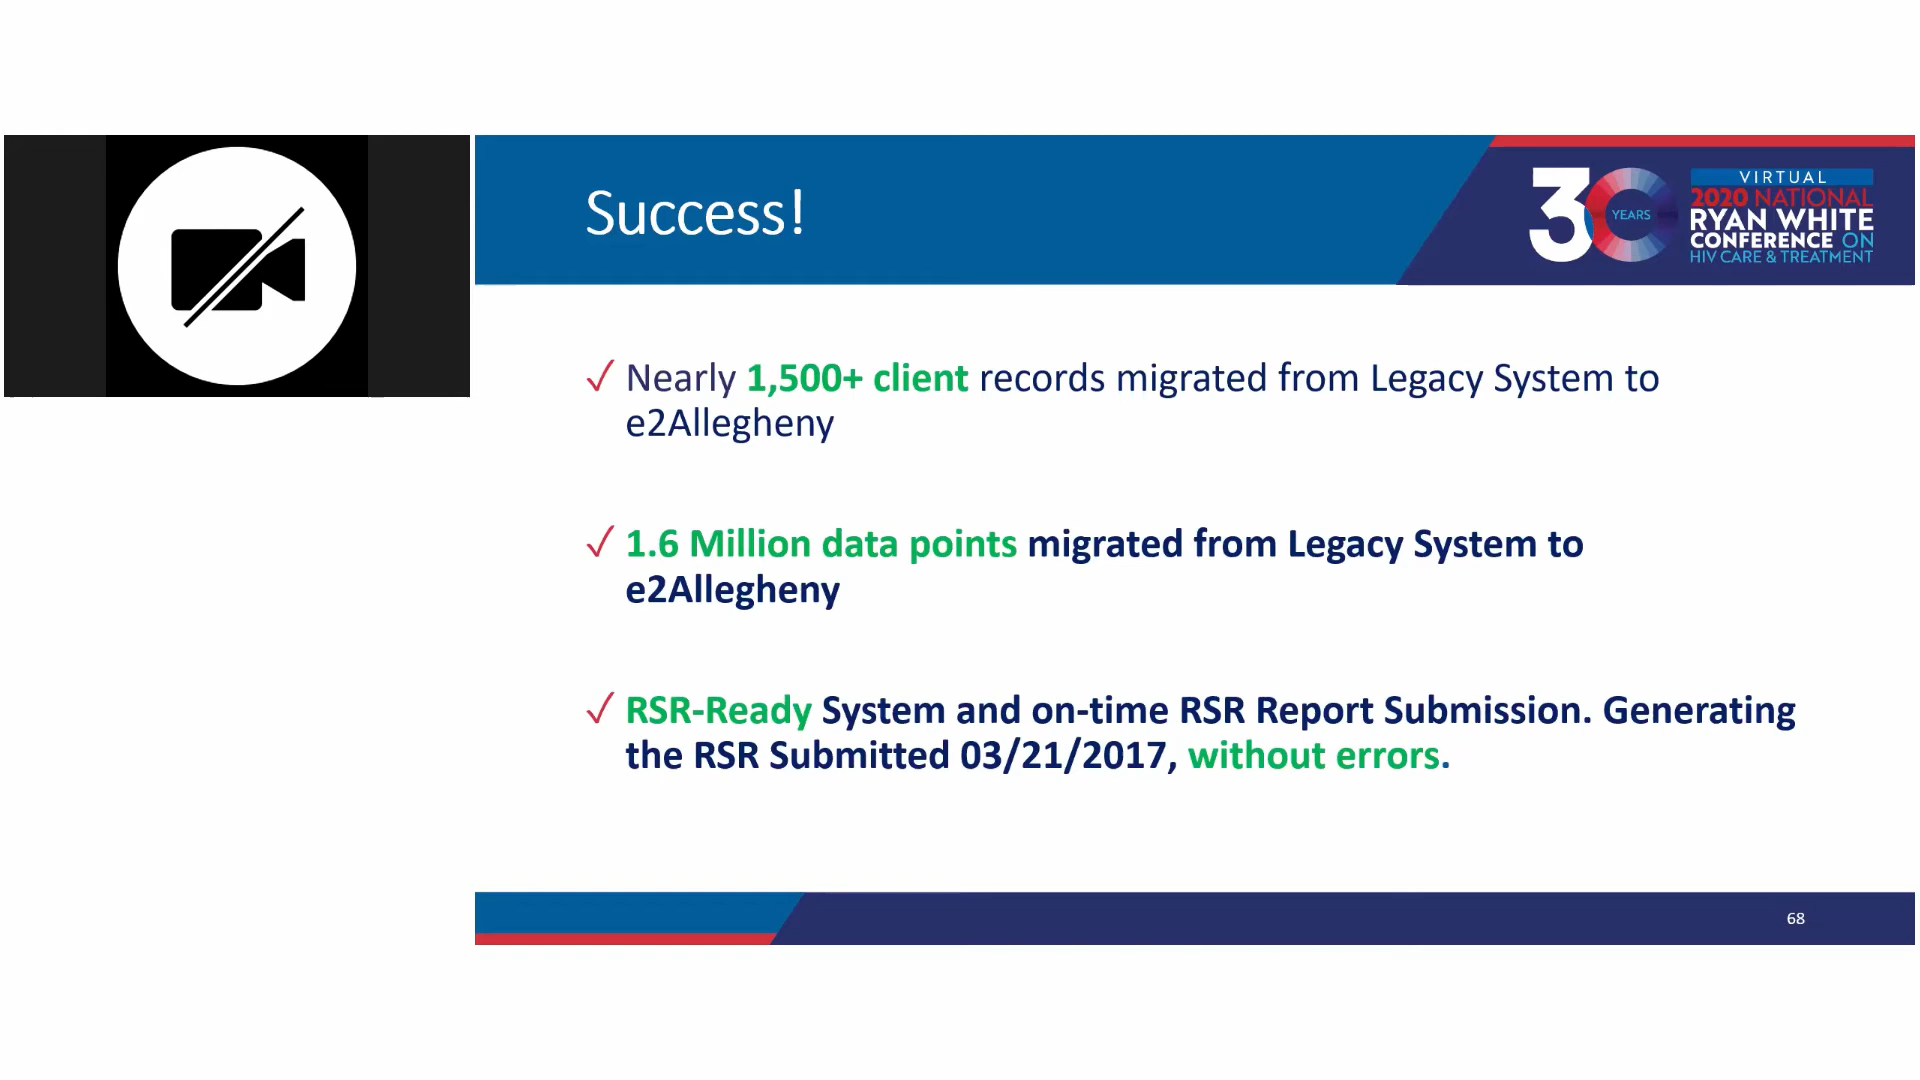 Success!
30 YEARS
VIRTUAL
2020 NATIONAL
RYAN WHITE
CONFERENCE ON
HIV CARE & TREATMENT
✓ Nearly 1,500+ client records migrated from Legacy System to
e2Allegheny
✓ 1.6 Million data points migrated from Legacy System to
e2Allegheny
✓ RSR-Ready System and on-time RSR Report Submission. Generating
the RSR Submitted 03/21/2017, without errors.
68